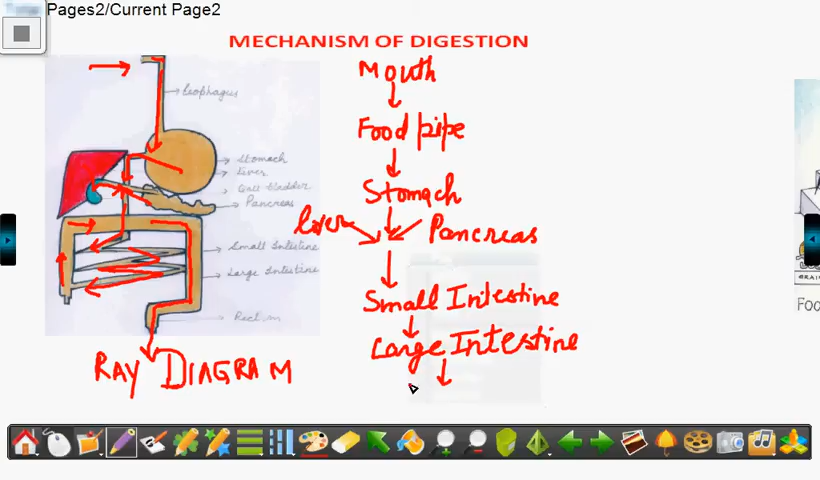 Pages2/Current Page2
MECHANISM OF DIGESTION
Mouth
Esophagus
Food pipe
Stomach
Liver
Gall bladder
Pancreas
Stomach
Liver
Pancreas
Small Intestine
Large Intestine
Rectum
Small Intestine
Large Intestine
RAY DIAGRAM
Foo